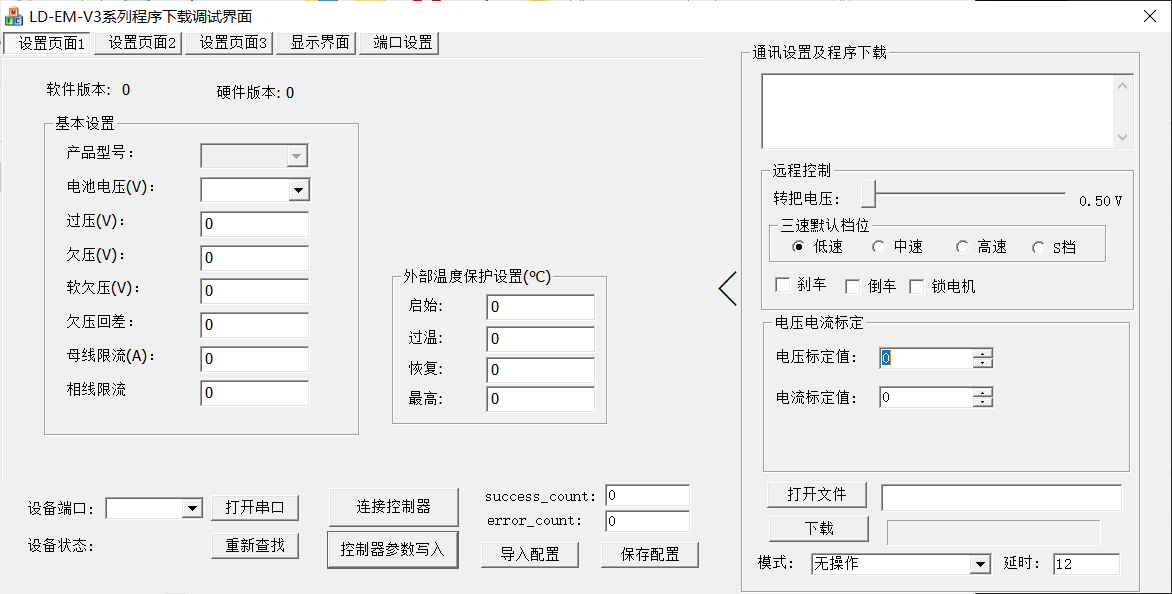 LD-EM-V3系列程序下载调试界面
设置页面1 设置页面2 设置页面3 显示界面 端口设置
软件版本: 0 硬件版本: 0
基本设置
产品型号:
电池电压(V):
过压(V): 0
欠压(V): 0
软欠压(V): 0
欠压回差: 0
母线限流(A): 0
相线限流 0
外部温度保护设置(℃)
启始: 0
过温: 0
恢复: 0
最高: 0
设备端口: 打开串口
设备状态: 重新查找
连接控制器
控制器参数写入
success_count: 0
error_count: 0
导入配置 保存配置
通讯设置及程序下载
远程控制
转把电压: 0.50 V
三速默认档位
低速 中速 高速 S档
刹车 倒车 锁电机
电压电流标定
电压标定值: 0
电流标定值: 0
打开文件
下载
模式: 无操作 延时: 12